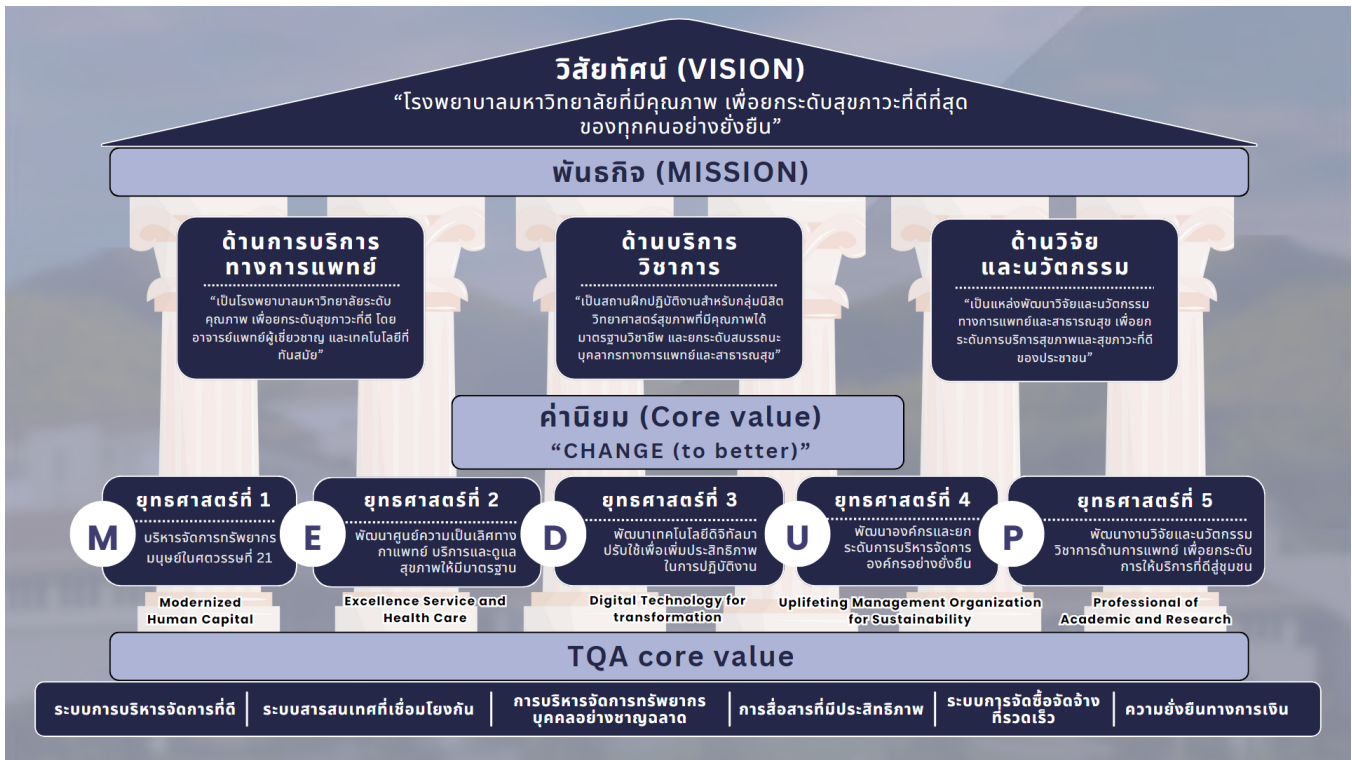 วิสัยทัศน์ (VISION)
“โรงพยาบาลมหาวิทยาลัยที่มีคุณภาพ เพื่อยกระดับสุขภาวะที่ดีที่สุด
ของทุกคนอย่างยั่งยืน”
พันธกิจ (MISSION)
ด้านการบริการ
ทางการแพทย์
“เป็นโรงพยาบาลมหาวิทยาลัยระดับ
คุณภาพ เพื่อยกระดับสุขภาวะที่ดี โดย
อาจารย์แพทย์ผู้เชี่ยวชาญ และเทคโนโลยีที่
ทันสมัย”
ด้านบริการ
วิชาการ
“เป็นสถานฝึกปฏิบัติงานสำหรับกลุ่มนิสิต
วิทยาศาสตร์สุขภาพที่มีคุณภาพได้
มาตรฐานวิชาชีพ และยกระดับสมรรถนะ
บุคลากรทางการแพทย์และสาธารณสุข”
ด้านวิจัย
และนวัตกรรม
“เป็นแหล่งพัฒนาวิจัยและนวัตกรรม
ทางการแพทย์และสาธารณสุข เพื่อยก
ระดับการบริการสุขภาพและสุขภาวะที่ดี
ของประชาชน”
ค่านิยม (Core value)
“CHANGE (to better)”
M
ยุทธศาสตร์ที่ 1
บริหารจัดการทรัพยากร
มนุษย์ในศตวรรษที่ 21
Modernized
Human Capital
E
ยุทธศาสตร์ที่ 2
พัฒนาศูนย์ความเป็นเลิศทาง
กาแพทย์ บริการและดูแล
สุขภาพให้มีมาตรฐาน
Excellence Service and
Health Care
D
ยุทธศาสตร์ที่ 3
พัฒนาเทคโนโลยีดิจิทัลมา
ปรับใช้เพื่อเพิ่มประสิทธิภาพ
ในการปฏิบัติงาน
Digital Technology for
transformation
U
ยุทธศาสตร์ที่ 4
พัฒนาองค์กรและยก
ระดับการบริหารจัดการ
องค์กรอย่างยั่งยืน
Uplifeting Management Organization
for Sustainability
P
ยุทธศาสตร์ที่ 5
พัฒนางานวิจัยและนวัตกรรม
วิชาการด้านการแพทย์ เพื่อยกระดับ
การให้บริการที่ดีสู่ชุมชน
Professional of
Academic and Research
TQA core value
ระบบการบริหารจัดการที่ดี
ระบบสารสนเทศที่เชื่อมโยงกัน
การบริหารจัดการทรัพยากร
บุคคลอย่างชาญฉลาด
การสื่อสารที่มีประสิทธิภาพ
ระบบการจัดซื้อจัดจ้าง
ที่รวดเร็ว
ความยั่งยืนทางการเงิน